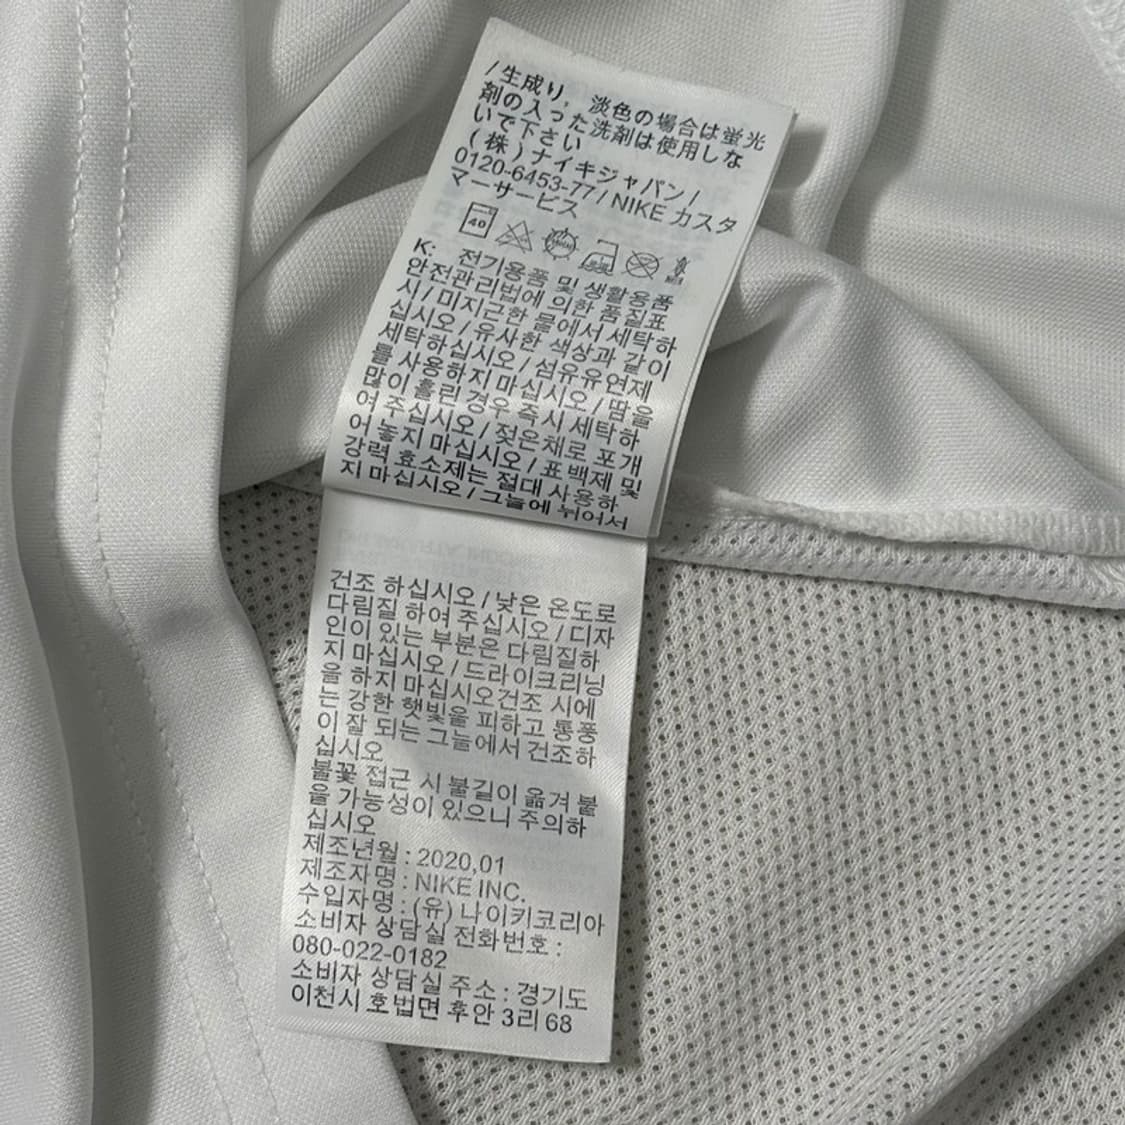 /生成り, 淡色の場合は蛍光
剤の入った洗剤は使用しな
いで下さい
(株)ナイキジャパン/
0120-6453-77/ NIKE カスタ
マーサービス
40
K: 전기용품 및 생활용품
안전관리법에 의한 품질표
시/미지근한 물에서 세탁하
십시오/유사한 색상과 같이
세탁하십시오/섬유유연제
를 사용하지 마십시오/땀을
많이 흘린 경우 즉시 세탁하
여 주십시오/젖은채로 포개
어 놓지 마십시오/표백제 및
강력 효소제는 절대 사용하
지 마십시오/그늘에 뉘어서
건조 하십시오/낮은 온도로
다림질 하여 주십시오/디자
인이 있는 부분은 다림질하
지 마십시오/드라이크리닝
을 하지 마십시오건조 시에
는 강한 햇빛을 피하고 통풍
이 잘 되는 그늘에서 건조하
십시오
불꽃 접근 시 불길이 옮겨 붙
을 가능성이 있으니 주의하
십시오
제조년월 : 2020,01
제조자명 : NIKE INC.
수입자명 : (유) 나이키코리아
소비자 상담실 전화번호 :
080-022-0182
소비자 상담실 주소 : 경기도
이천시 호법면 후안 3리 68